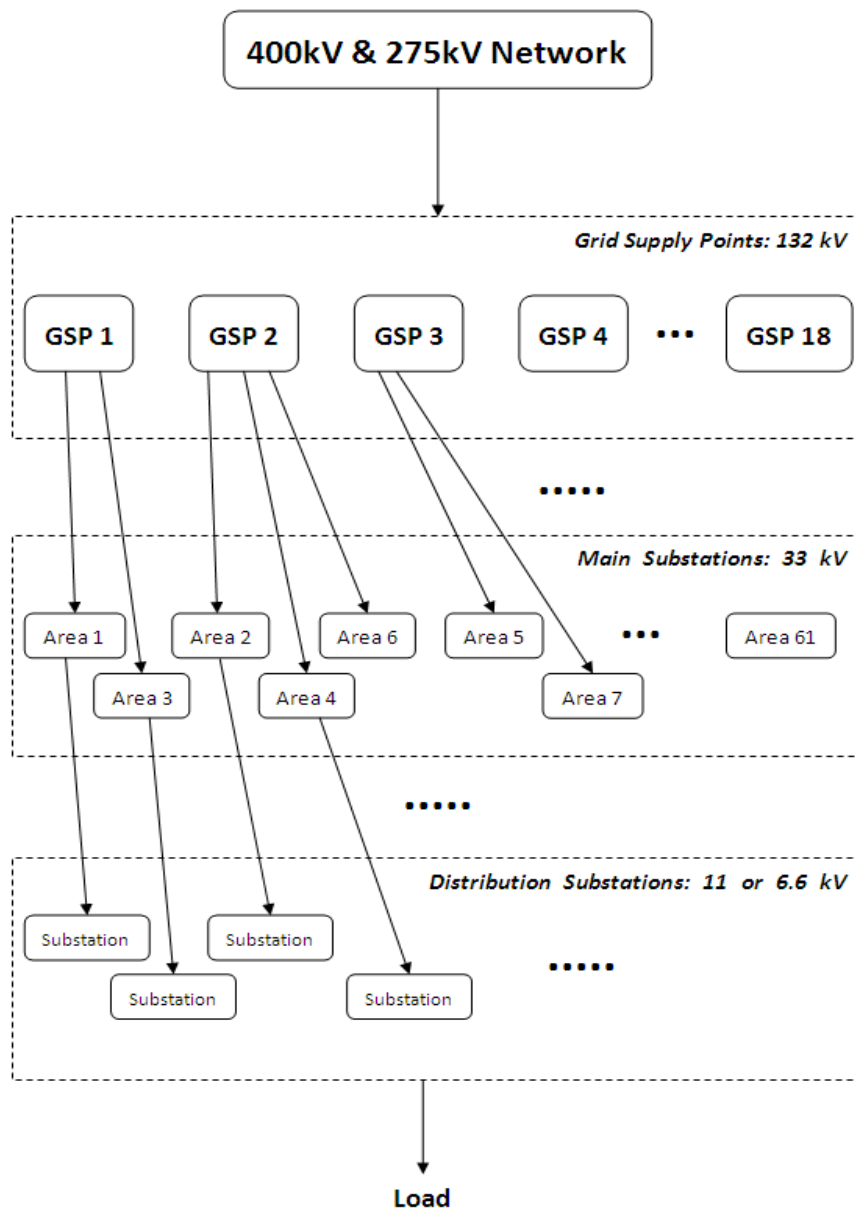 400kV & 275kV Network
Grid Supply Points: 132 kV
GSP 1
GSP 2
GSP 3
GSP 4
...
GSP 18
.....
Main Substations: 33 kV
Area 1
Area 2
Area 6
Area 5
...
Area 61
Area 3
Area 4
Area 7
.....
Distribution Substations: 11 or 6.6 kV
Substation
Substation
.....
Substation
Substation
Load